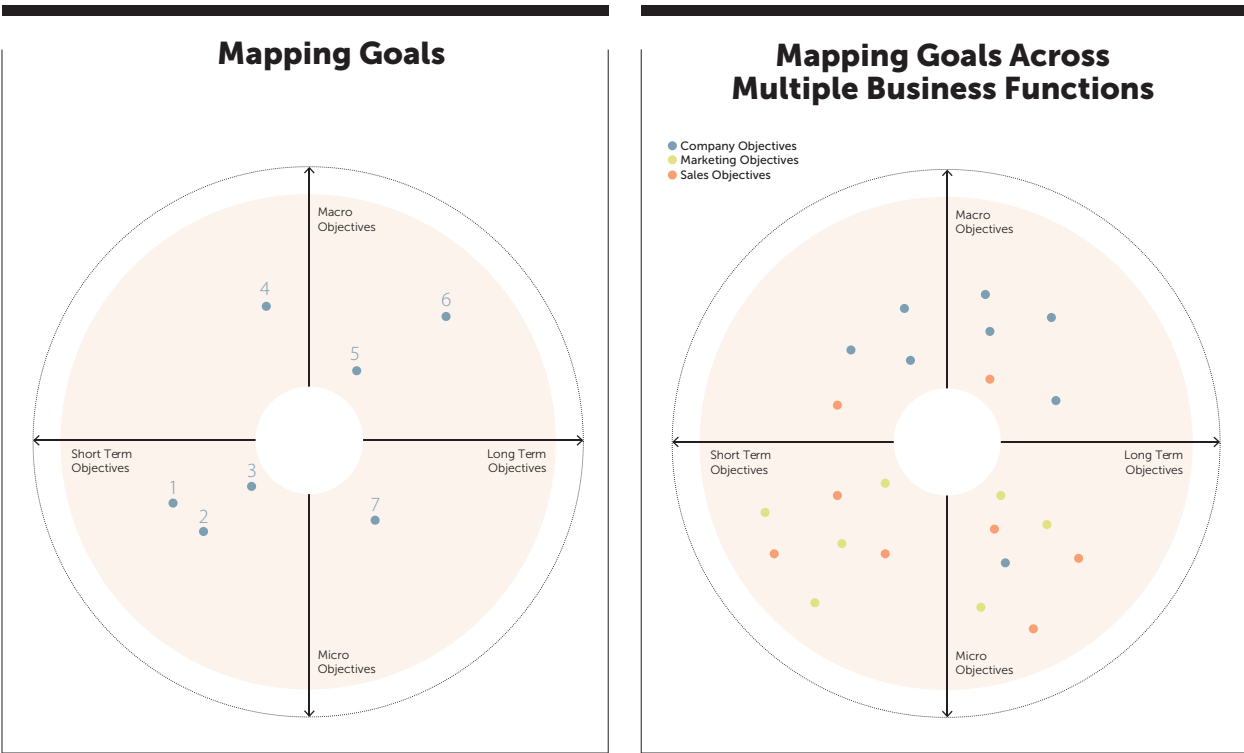 Mapping Goals
Macro
Objectives
4
6
5
Short Term
Objectives
Long Term
Objectives
3
1
2
7
Micro
Objectives
Mapping Goals Across
Multiple Business Functions
Company Objectives
Marketing Objectives
Sales Objectives
Macro
Objectives
Short Term
Objectives
Long Term
Objectives
Micro
Objectives